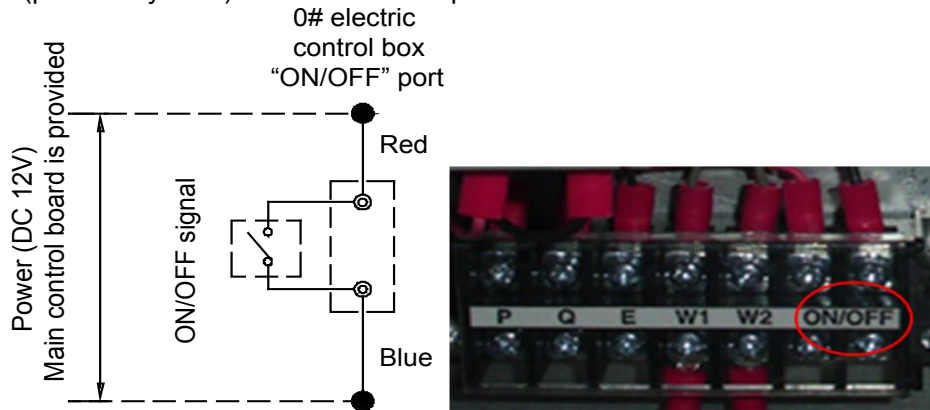 0# electric
control box
“ON/OFF” port
Power (DC 12V)
Main control board is provided
ON/OFF signal
Red
Blue
P Q E W1 W2 ON/OFF